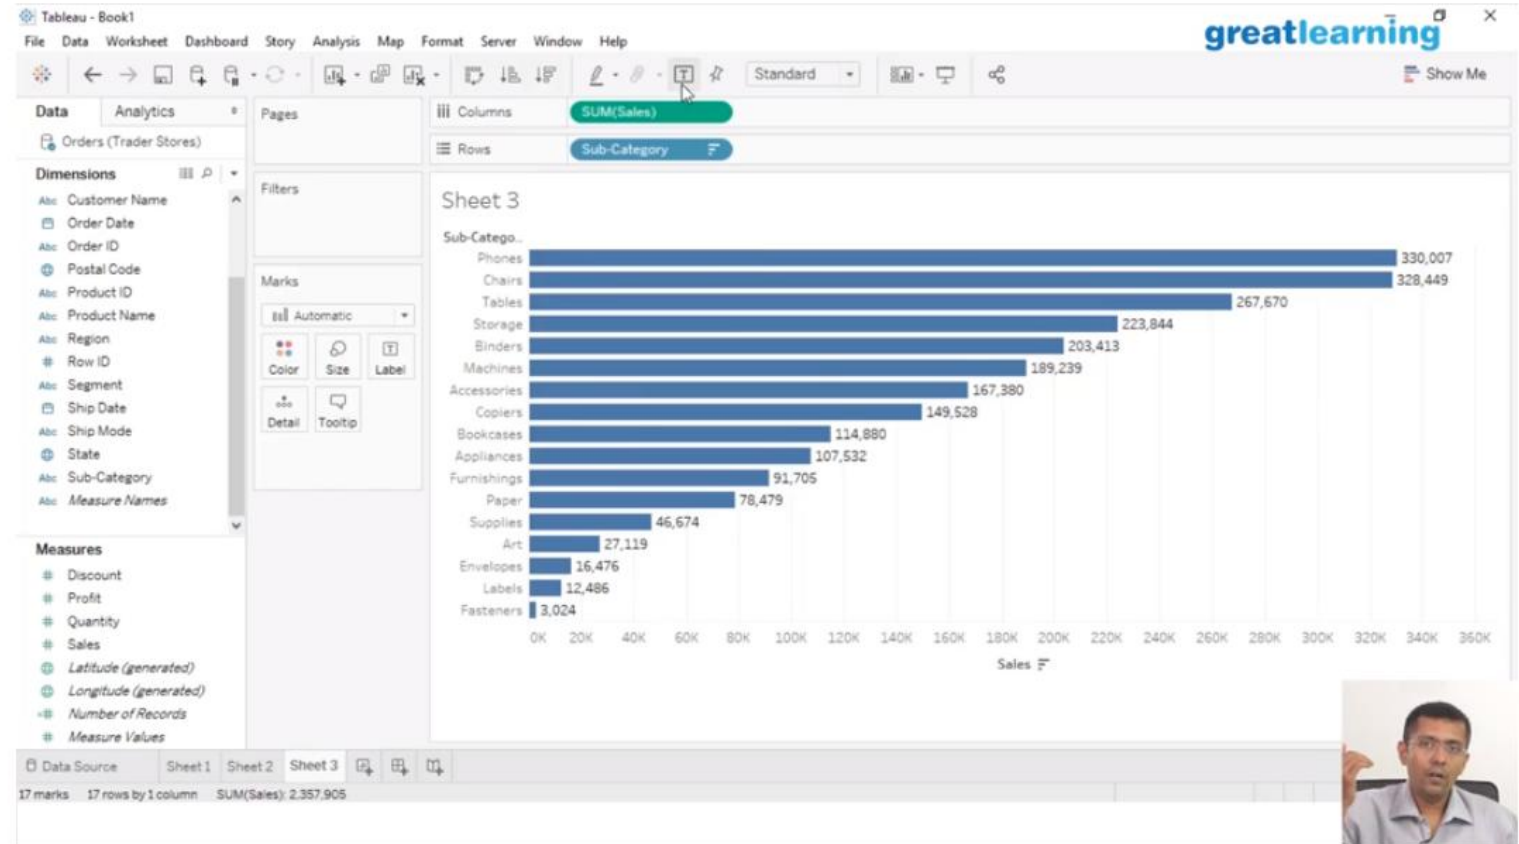 Tableau - Book1
greatlearning
File Data Worksheet Dashboard Story Analysis Map Format Server Window Help
Standard
Show Me
Data Analytics
Pages
Columns SUM(Sales)
Orders (Trader Stores)
Rows Sub-Category
Dimensions
Filters
Abc Customer Name
Order Date
Abc Order ID
Postal Code
Abc Product ID
Abc Product Name
Abc Region
# Row ID
Abc Segment
Ship Date
Abc Ship Mode
State
Abc Sub-Category
Abc Measure Names
Measures
# Discount
# Profit
# Quantity
# Sales
Latitude (generated)
Longitude (generated)
=# Number of Records
# Measure Values
Marks
Automatic
Color Size Label
Detail Tooltip
Sheet 3
Sub-Catego..
Phones 330,007
Chairs 328,449
Tables 267,670
Storage 223,844
Binders 203,413
Machines 189,239
Accessories 167,380
Copiers 149,528
Bookcases 114,880
Appliances 107,532
Furnishings 91,705
Paper 78,479
Supplies 46,674
Art 27,119
Envelopes 16,476
Labels 12,486
Fasteners 3,024
0K 20K 40K 60K 80K 100K 120K 140K 160K 180K 200K 220K 240K 260K 280K 300K 320K 340K 360K
Sales
Data Source Sheet 1 Sheet 2 Sheet 3
17 marks 17 rows by 1 column SUM(Sales): 2,357,905